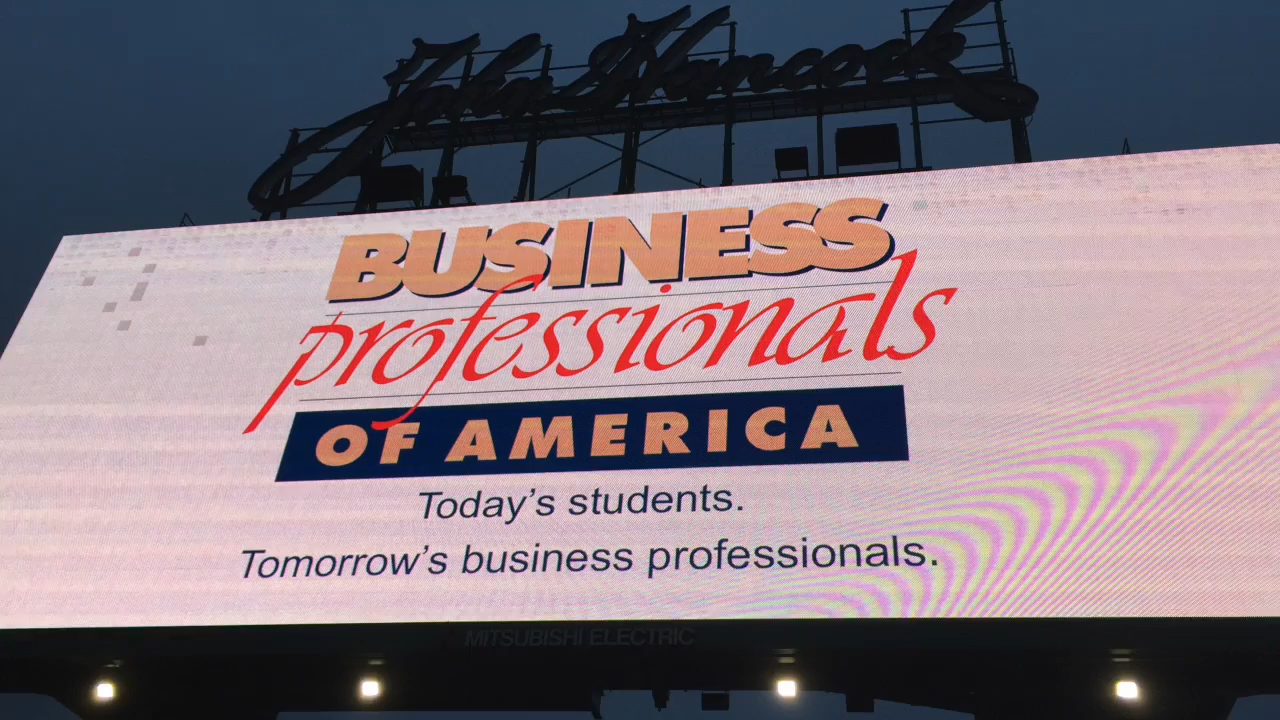 John Hancock
BUSINESS
professionals
OF AMERICA
Today's students.
Tomorrow's business professionals.
MITSUBISHI ELECTRIC